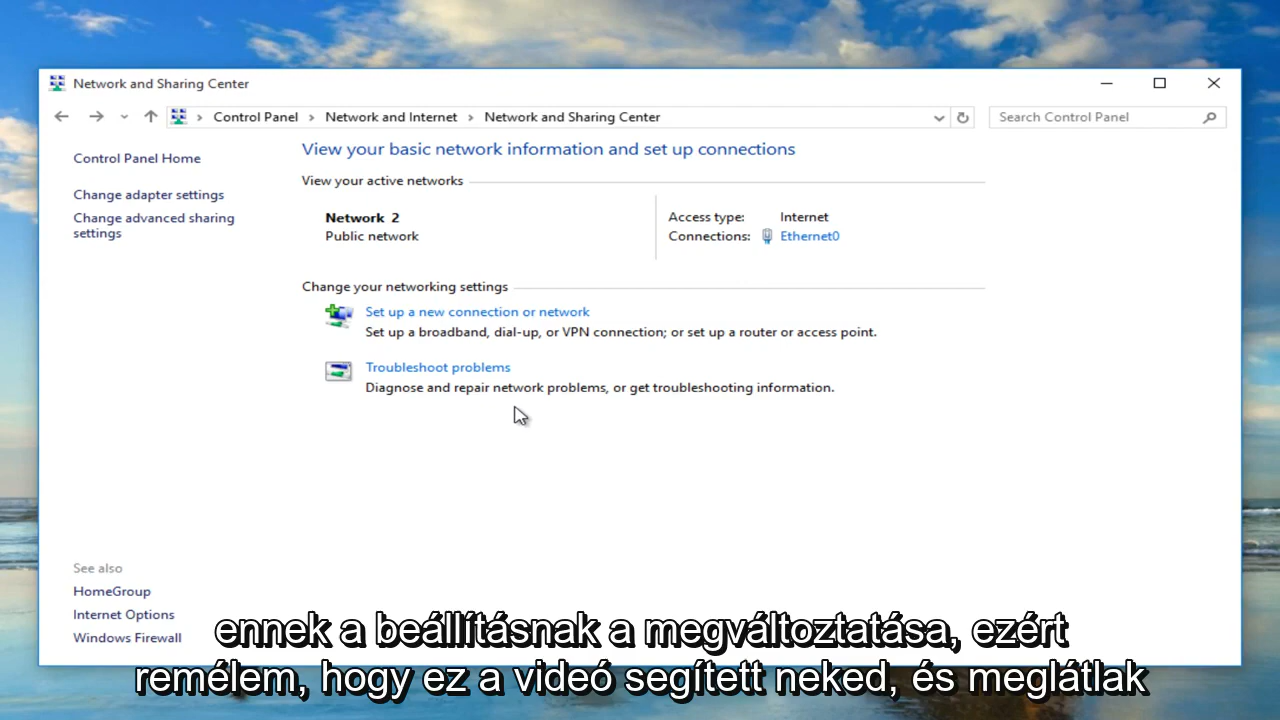 Network and Sharing Center
Control Panel › Network and Internet › Network and Sharing Center
Search Control Panel
Control Panel Home
Change adapter settings
Change advanced sharing
settings
View your basic network information and set up connections
View your active networks
Network 2
Public network
Access type: Internet
Connections: Ethernet0
Change your networking settings
Set up a new connection or network
Set up a broadband, dial-up, or VPN connection; or set up a router or access point.
Troubleshoot problems
Diagnose and repair network problems, or get troubleshooting information.
See also
HomeGroup
Internet Options
Windows Firewall
ennek a beállításnak a megváltoztatása, ezért
remélem, hogy ez a videó segített neked, és meglátlak